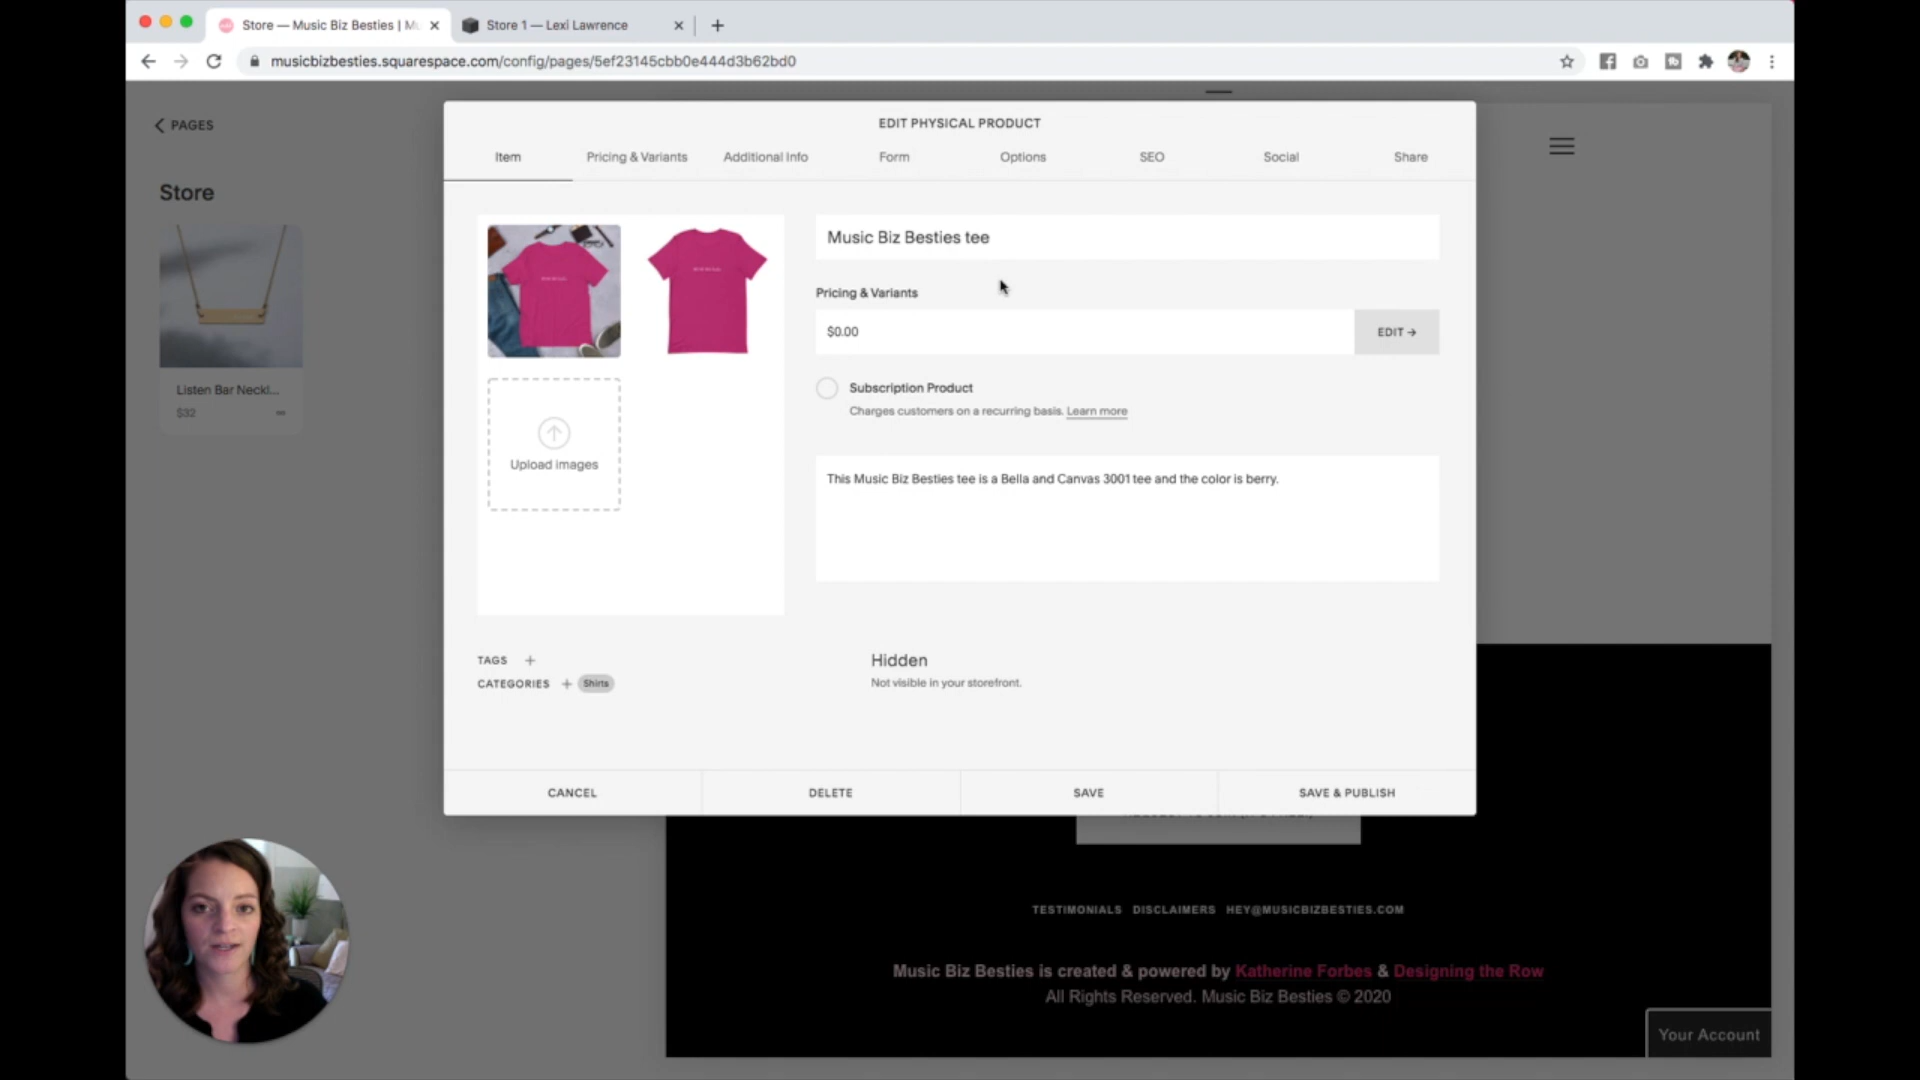 Store — Music Biz Besties | Mu
Store 1 — Lexi Lawrence
musicbizbesties.squarespace.com/config/pages/5ef23145cbb0e444d3b62bd0
PAGES
Store
Listen Bar Neckl...
$32
EDIT PHYSICAL PRODUCT
Item
Pricing & Variants
Additional Info
Form
Options
SEO
Social
Share
Music Biz Besties tee
Pricing & Variants
$0.00
EDIT →
Subscription Product
Charges customers on a recurring basis. Learn more
Upload images
This Music Biz Besties tee is a Bella and Canvas 3001 tee and the color is berry.
TAGS +
CATEGORIES + Shirts
Hidden
Not visible in your storefront.
CANCEL
DELETE
SAVE
SAVE & PUBLISH
TESTIMONIALS DISCLAIMERS HEY@MUSICBIZBESTIES.COM
Music Biz Besties is created & powered by Katherine Forbes & Designing the Row
All Rights Reserved. Music Biz Besties © 2020
Your Account